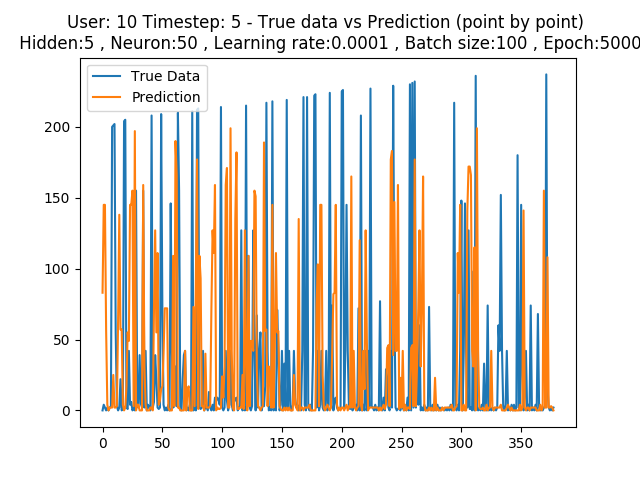 User: 10 Timestep: 5 - True data vs Prediction (point by point)
Hidden:5 , Neuron:50 , Learning rate:0.0001 , Batch size:100 , Epoch:5000
True Data
Prediction
200
150
100
50
0
0 50 100 150 200 250 300 350